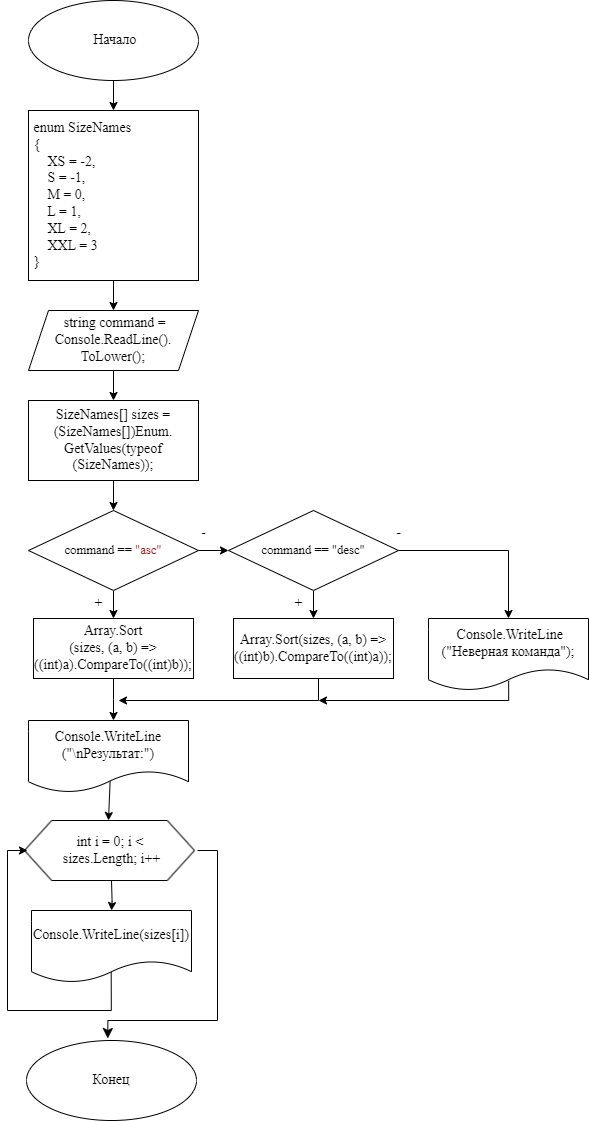 Начало
enum SizeNames
{
XS = -2,
S = -1,
M = 0,
L = 1,
XL = 2,
XXL = 3
}
string command =
Console.ReadLine().
ToLower();
SizeNames[] sizes =
(SizeNames[])Enum.
GetValues(typeof
(SizeNames));
command == "asc"
-
command == "desc"
-
+
+
Array.Sort
(sizes, (a, b) =>
((int)a).CompareTo((int)b));
Array.Sort(sizes, (a, b) =>
((int)b).CompareTo((int)a));
Console.WriteLine
("Неверная команда");
Console.WriteLine
("\nРезультат:")
int i = 0; i <
sizes.Length; i++
Console.WriteLine(sizes[i])
Конец